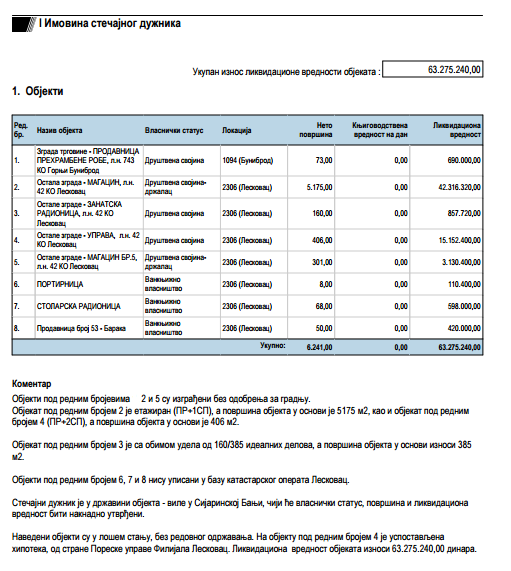 I Имовина стечајног дужника
Укупан износ ликвидационе вредности објеката : 63.275.240,00
1. Објекти
Ред. бр. Назив објекта Власнички статус Локација Нето површина Књиговодствена вредност на дан Ликвидациона вредност
1. Зграда трговине - ПРОДАВНИЦА ПРЕХРАМБЕНЕ РОБЕ, л.н. 743 КО Горњи Буниброд Друштвена својина 1094 (Буниброд) 73,00 0,00 690.000,00
2. Остала зграда - МАГАЦИН, л.н. 42 КО Лесковац Друштвена својина-држалац 2306 (Лесковац) 5.175,00 0,00 42.316.320,00
3. Остале зграде - ЗАНАТСКА РАДИОНИЦА, л.н. 42 КО Лесковац Друштвена својина 2306 (Лесковац) 160,00 0,00 857.720,00
4. Остале зграде - УПРАВА, л.н. 42 КО Лесковац Друштвена својина 2306 (Лесковац) 406,00 0,00 15.152.400,00
5. Остале зграде - МАГАЦИН БР.5, л.н. 42 КО Лесковац Друштвена својина-држалац 2306 (Лесковац) 301,00 0,00 3.130.400,00
6. ПОРТИРНИЦА Ванкњижно власништво 2306 (Лесковац) 8,00 0,00 110.400,00
7. СТОЛАРСКА РАДИОНИЦА Ванкњижно власништво 2306 (Лесковац) 68,00 0,00 598.000,00
8. Продавница број 53 - Барака Ванкњижно власништво 2306 (Лесковац) 50,00 0,00 420.000,00
Укупно: 6.241,00 0,00 63.275.240,00
Коментар
Објекти под редним бројевима 2 и 5 су изграђени без одобрења за градњу.
Објекат под редним бројем 2 је етажиран (ПР+1СП), а површина објекта у основи је 5175 м2, као и објекат под редним
бројем 4 (ПР+2СП), а површина објекта у основи је 406 м2.
Објекат под редним бројем 3 је са обимом удела од 160/385 идеалних делова, а површина објекта у основи износи 385
м2.
Објекти под редним бројем 6, 7 и 8 нису уписани у базу катастарског операта Лесковац.
Стечајни дужник је у државини објекта - виле у Сијаринској Бањи, чији ће власнички статус, површина и ликвидациона
вредност бити накнадно утврђени.
Наведени објекти су у лошем стању, без редовног одржавања. На објекту под редним бројем 4 је успостављена
хипотека, од стране Пореске управе Филијала Лесковац. Ликвидациона вредност објеката износи 63.275.240,00 динара.